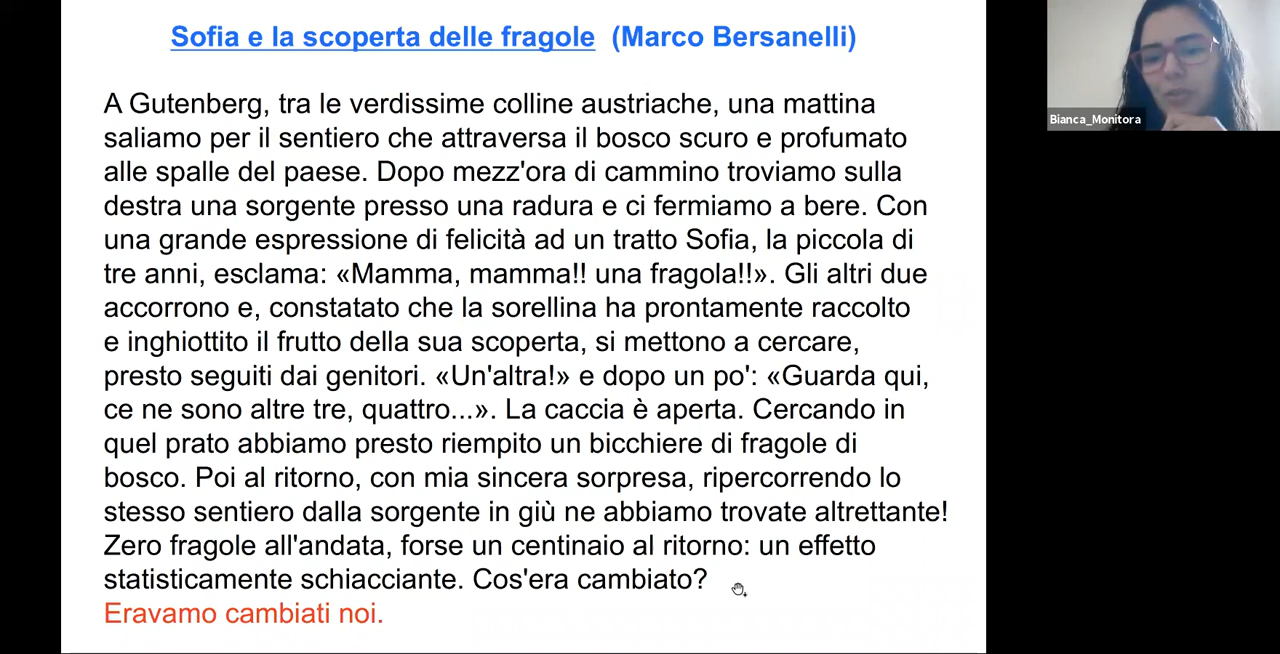 Sofia e la scoperta delle fragole (Marco Bersanelli)
Bianca_Monitora
A Gutenberg, tra le verdissime colline austriache, una mattina
saliamo per il sentiero che attraversa il bosco scuro e profumato
alle spalle del paese. Dopo mezz'ora di cammino troviamo sulla
destra una sorgente presso una radura e ci fermiamo a bere. Con
una grande espressione di felicità ad un tratto Sofia, la piccola di
tre anni, esclama: «Mamma, mamma!! una fragola!!». Gli altri due
accorrono e, constatato che la sorellina ha prontamente raccolto
e inghiottito il frutto della sua scoperta, si mettono a cercare,
presto seguiti dai genitori. «Un'altra!» e dopo un po': «Guarda qui,
ce ne sono altre tre, quattro...». La caccia è aperta. Cercando in
quel prato abbiamo presto riempito un bicchiere di fragole di
bosco. Poi al ritorno, con mia sincera sorpresa, ripercorrendo lo
stesso sentiero dalla sorgente in giù ne abbiamo trovate altrettante!
Zero fragole all'andata, forse un centinaio al ritorno: un effetto
statisticamente schiacciante. Cos'era cambiato?
Eravamo cambiati noi.